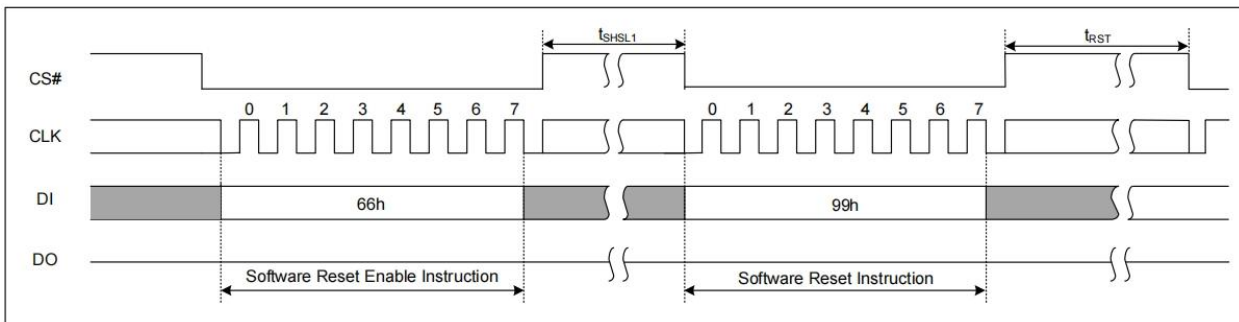 tSHSL1 tRST
CS#
0 1 2 3 4 5 6 7 0 1 2 3 4 5 6 7
CLK
DI 66h 99h
DO
Software Reset Enable Instruction Software Reset Instruction